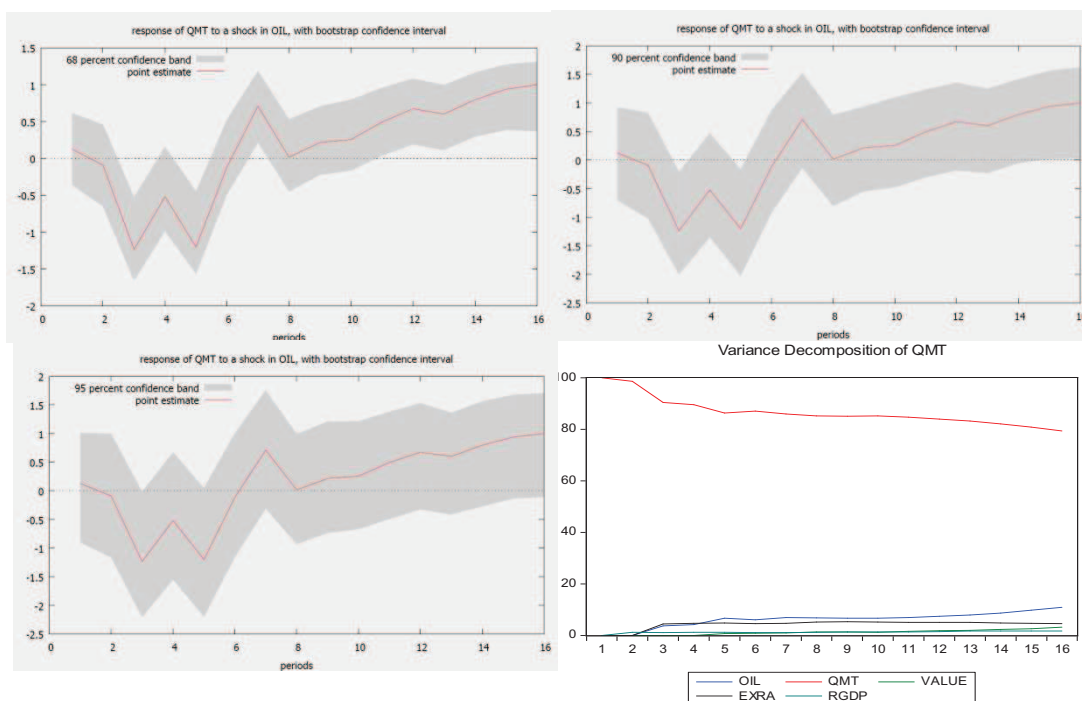 response of QMT to a shock in OIL, with bootstrap confidence interval
68 percent confidence band
point estimate
1.5
1
0.5
0
-0.5
-1
-1.5
-2
0 2 4 6 8 10 12 14 16
periods
response of QMT to a shock in OIL, with bootstrap confidence interval
90 percent confidence band
point estimate
2
1.5
1
0.5
0
-0.5
-1
-1.5
-2
-2.5
0 2 4 6 8 10 12 14 16
periods
response of QMT to a shock in OIL, with bootstrap confidence interval
95 percent confidence band
point estimate
2
1.5
1
0.5
0
-0.5
-1
-1.5
-2
-2.5
0 2 4 6 8 10 12 14 16
periods
Variance Decomposition of QMT
100
80
60
40
20
0
1 2 3 4 5 6 7 8 9 10 11 12 13 14 15 16
OIL QMT VALUE
EXRA RGDP